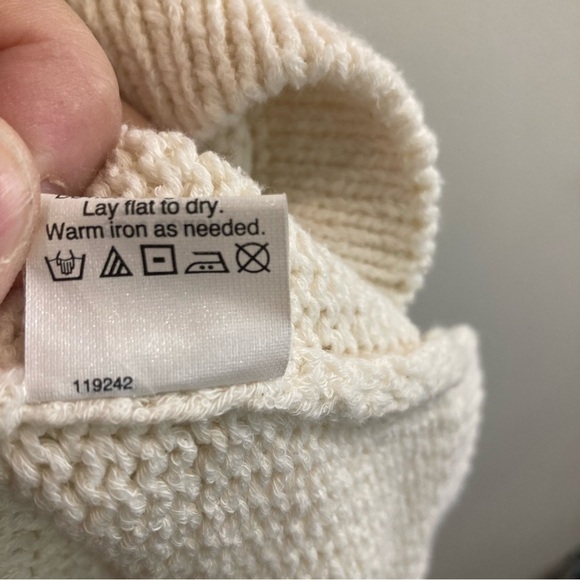 Lay flat to dry.
Warm iron as needed.
119242